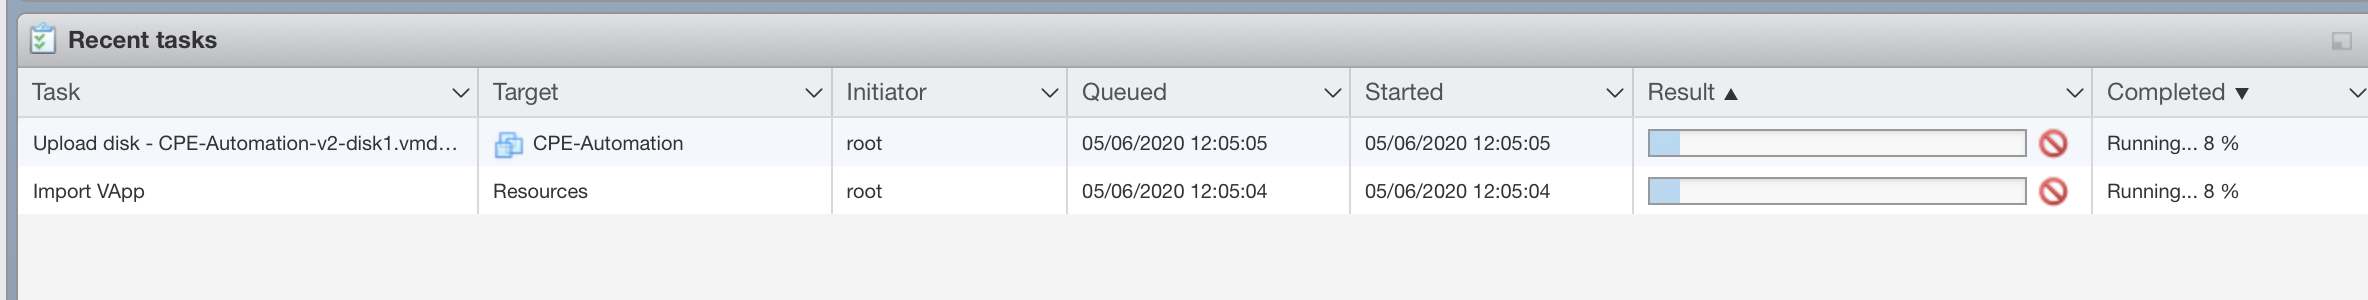 Recent tasks
Task Target Initiator Queued Started Result ▲ Completed ▼
Upload disk - CPE-Automation-v2-disk1.vmd... CPE-Automation root 05/06/2020 12:05:05 05/06/2020 12:05:05 Running... 8 %
Import VApp Resources root 05/06/2020 12:05:04 05/06/2020 12:05:04 Running... 8 %